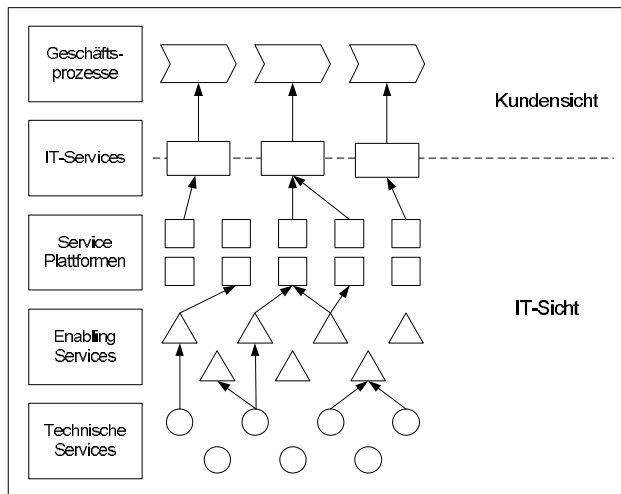 Geschäfts-
prozesse
Kundensicht
IT-Services
Service
Plattformen
IT-Sicht
Enabling
Services
Technische
Services